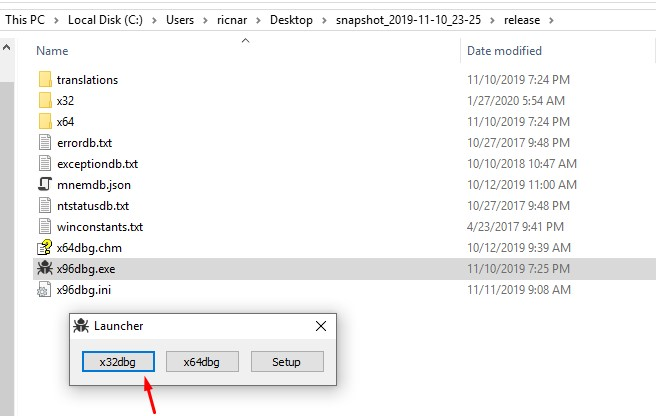 This PC > Local Disk (C:) > Users > ricnar > Desktop > snapshot_2019-11-10_23-25 > release >
Name Date modified
translations 11/10/2019 7:24 PM
x32 1/27/2020 5:54 AM
x64 11/10/2019 7:24 PM
errordb.txt 10/27/2017 9:48 PM
exceptiondb.txt 10/10/2018 10:47 AM
mnemdb.json 10/12/2019 11:00 AM
ntstatusdb.txt 10/27/2017 9:48 PM
winconstants.txt 4/23/2017 9:41 PM
x64dbg.chm 10/12/2019 9:39 AM
x96dbg.exe 11/10/2019 7:25 PM
x96dbg.ini 11/11/2019 9:08 AM
Launcher
x32dbg x64dbg Setup